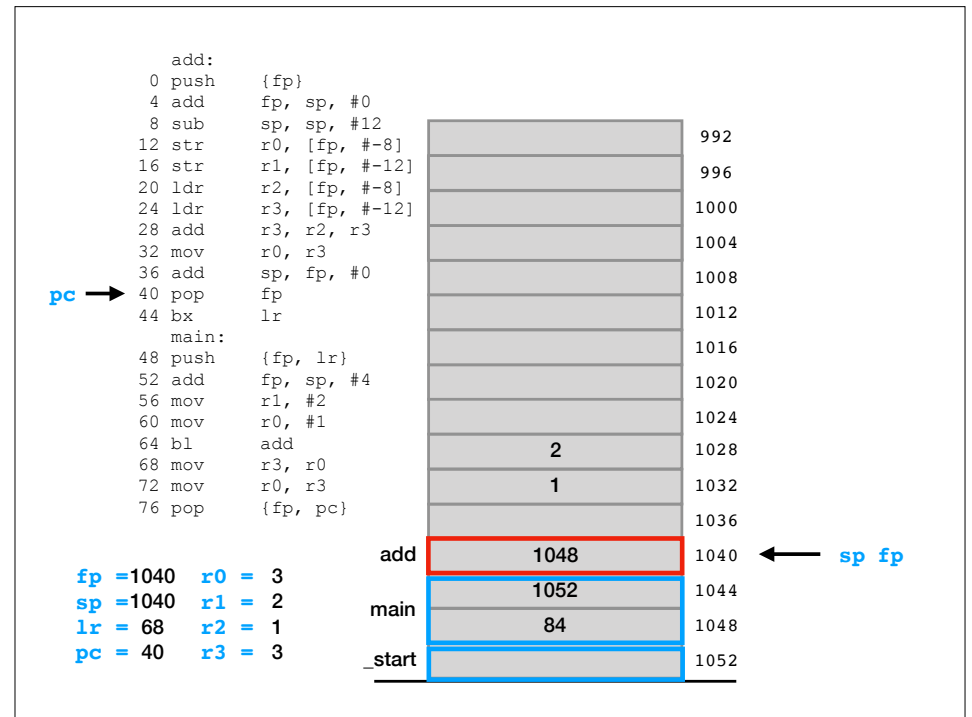 add:
0 push {fp}
4 add fp, sp, #0
8 sub sp, sp, #12
12 str r0, [fp, #-8]
16 str r1, [fp, #-12]
20 ldr r2, [fp, #-8]
24 ldr r3, [fp, #-12]
28 add r3, r2, r3
32 mov r0, r3
36 add sp, fp, #0
pc 40 pop fp
44 bx lr
main:
48 push {fp, lr}
52 add fp, sp, #4
56 mov r1, #2
60 mov r0, #1
64 bl add
68 mov r3, r0
72 mov r0, r3
76 pop {fp, pc}
fp =1040 r0 = 3
sp =1040 r1 = 2
lr = 68 r2 = 1
pc = 40 r3 = 3
992
996
1000
1004
1008
1012
1016
1020
1024
2 1028
1 1032
1036
add 1048 1040 sp fp
1052 1044
main
84 1048
_start 1052